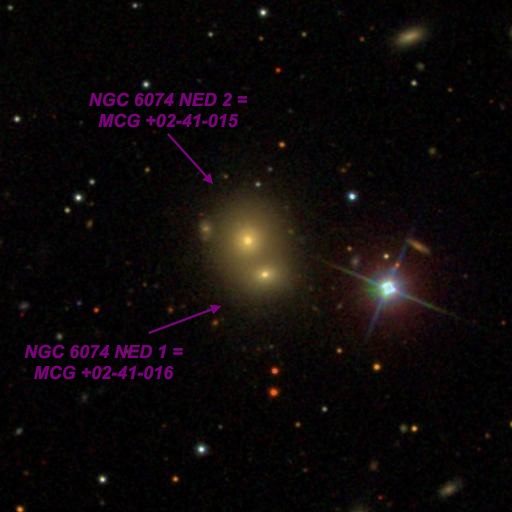 NGC 6074 NED 2 =
MCG +02-41-015
NGC 6074 NED 1 =
MCG +02-41-016